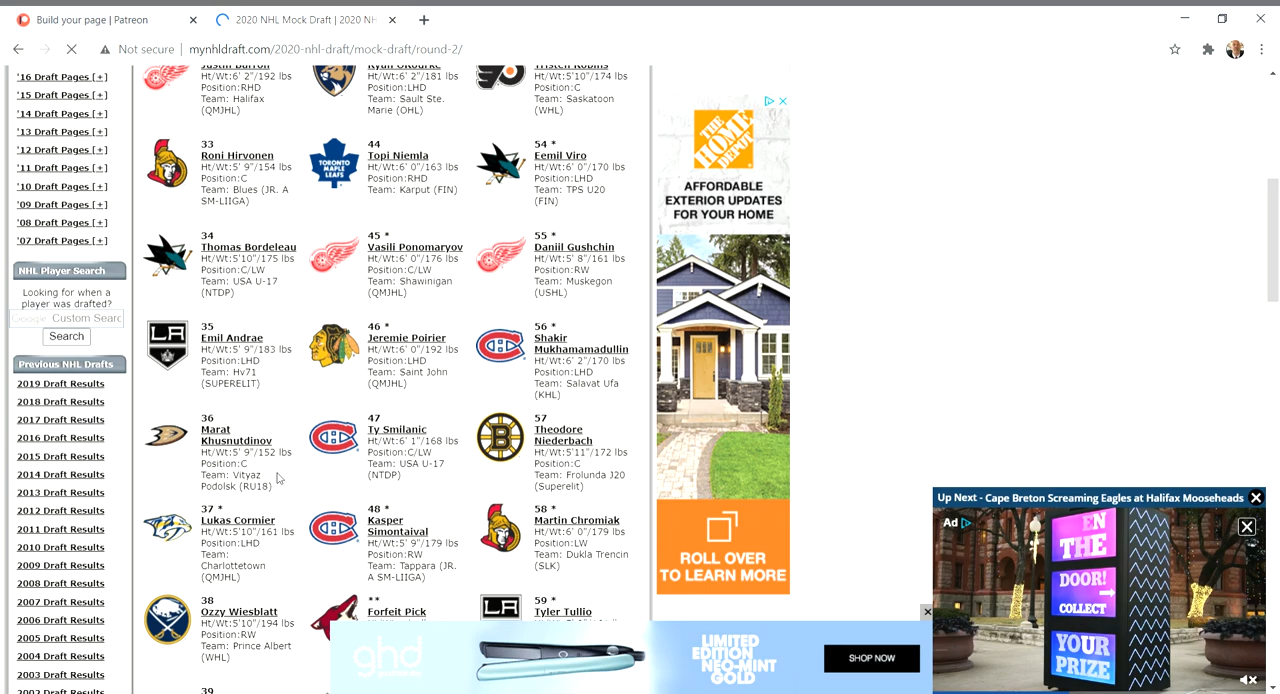 Build your page | Patreon
2020 NHL Mock Draft | 2020 NH
Not secure | mynhldraft.com/2020-nhl-draft/mock-draft/round-2/
'16 Draft Pages [+]
'15 Draft Pages [+]
'14 Draft Pages [+]
'13 Draft Pages [+]
'12 Draft Pages [+]
'11 Draft Pages [+]
'10 Draft Pages [+]
'09 Draft Pages [+]
'08 Draft Pages [+]
'07 Draft Pages [+]
NHL Player Search
Looking for when a
player was drafted?
Google Custom Searc
Search
Previous NHL Drafts
2019 Draft Results
2018 Draft Results
2017 Draft Results
2016 Draft Results
2015 Draft Results
2014 Draft Results
2013 Draft Results
2012 Draft Results
2011 Draft Results
2010 Draft Results
2009 Draft Results
2008 Draft Results
2007 Draft Results
2006 Draft Results
2005 Draft Results
2004 Draft Results
2003 Draft Results
Ht/Wt:6' 2"/192 lbs
Position:RHD
Team: Halifax
(QMJHL)
33
Roni Hirvonen
Ht/Wt:5' 9"/154 lbs
Position:C
Team: Blues (JR. A
SM-LIIGA)
34
Thomas Bordeleau
Ht/Wt:5'10"/175 lbs
Position:C/LW
Team: USA U-17
(NTDP)
LA
35
Emil Andrae
Ht/Wt:5' 9"/183 lbs
Position:LHD
Team: Hv71
(SUPERELIT)
36
Marat
Khusnutdinov
Ht/Wt:5' 9"/152 lbs
Position:C
Team: Vityaz
Podolsk (RU18)
37 *
Lukas Cormier
Ht/Wt:5'10"/161 lbs
Position:LHD
Team:
Charlottetown
(QMJHL)
38
Ozzy Wiesblatt
Ht/Wt:5'10"/194 lbs
Position:RW
Team: Prince Albert
(WHL)
39
Ht/Wt:6' 2"/181 lbs
Position:LHD
Team: Sault Ste.
Marie (OHL)
TORONTO
MAPLE
LEAFS
44
Topi Niemla
Ht/Wt:6' 0"/163 lbs
Position:RHD
Team: Karput (FIN)
45 *
Vasili Ponomaryov
Ht/Wt:6' 0"/176 lbs
Position:C/LW
Team: Shawinigan
(QMJHL)
46 *
Jeremie Poirier
Ht/Wt:6' 0"/192 lbs
Position:LHD
Team: Saint John
(QMJHL)
47
Ty Smilanic
Ht/Wt:6' 1"/168 lbs
Position:C/LW
Team: USA U-17
(NTDP)
48 *
Kasper
Simontaival
Ht/Wt:5' 9"/179 lbs
Position:RW
Team: Tappara (JR.
A SM-LIIGA)
**
Forfeit Pick
Ht/Wt:5'10"/174 lbs
Position:C
Team: Saskatoon
(WHL)
54 *
Eemil Viro
Ht/Wt:6' 0"/170 lbs
Position:LHD
Team: TPS U20
(FIN)
55 *
Daniil Gushchin
Ht/Wt:5' 8"/161 lbs
Position:RW
Team: Muskegon
(USHL)
56 *
Shakir
Mukhamamadullin
Ht/Wt:6' 2"/170 lbs
Position:LHD
Team: Salavat Ufa
(KHL)
57
Theodore
Niederbach
Ht/Wt:5'11"/172 lbs
Position:C
Team: Frolunda J20
(Superelit)
58 *
Martin Chromiak
Ht/Wt:6' 0"/179 lbs
Position:LW
Team: Dukla Trencin
(SLK)
LA
59 *
Tyler Tullio
THE
HOME
DEPOT
AFFORDABLE
EXTERIOR UPDATES
FOR YOUR HOME
ROLL OVER
TO LEARN MORE
Up Next - Cape Breton Screaming Eagles at Halifax Mooseheads
Ad
EN
THE
DOOR!
COLLECT
YOUR
PRIZE
ghd
LIMITED
EDITION
NEO-MINT
GOLD
SHOP NOW